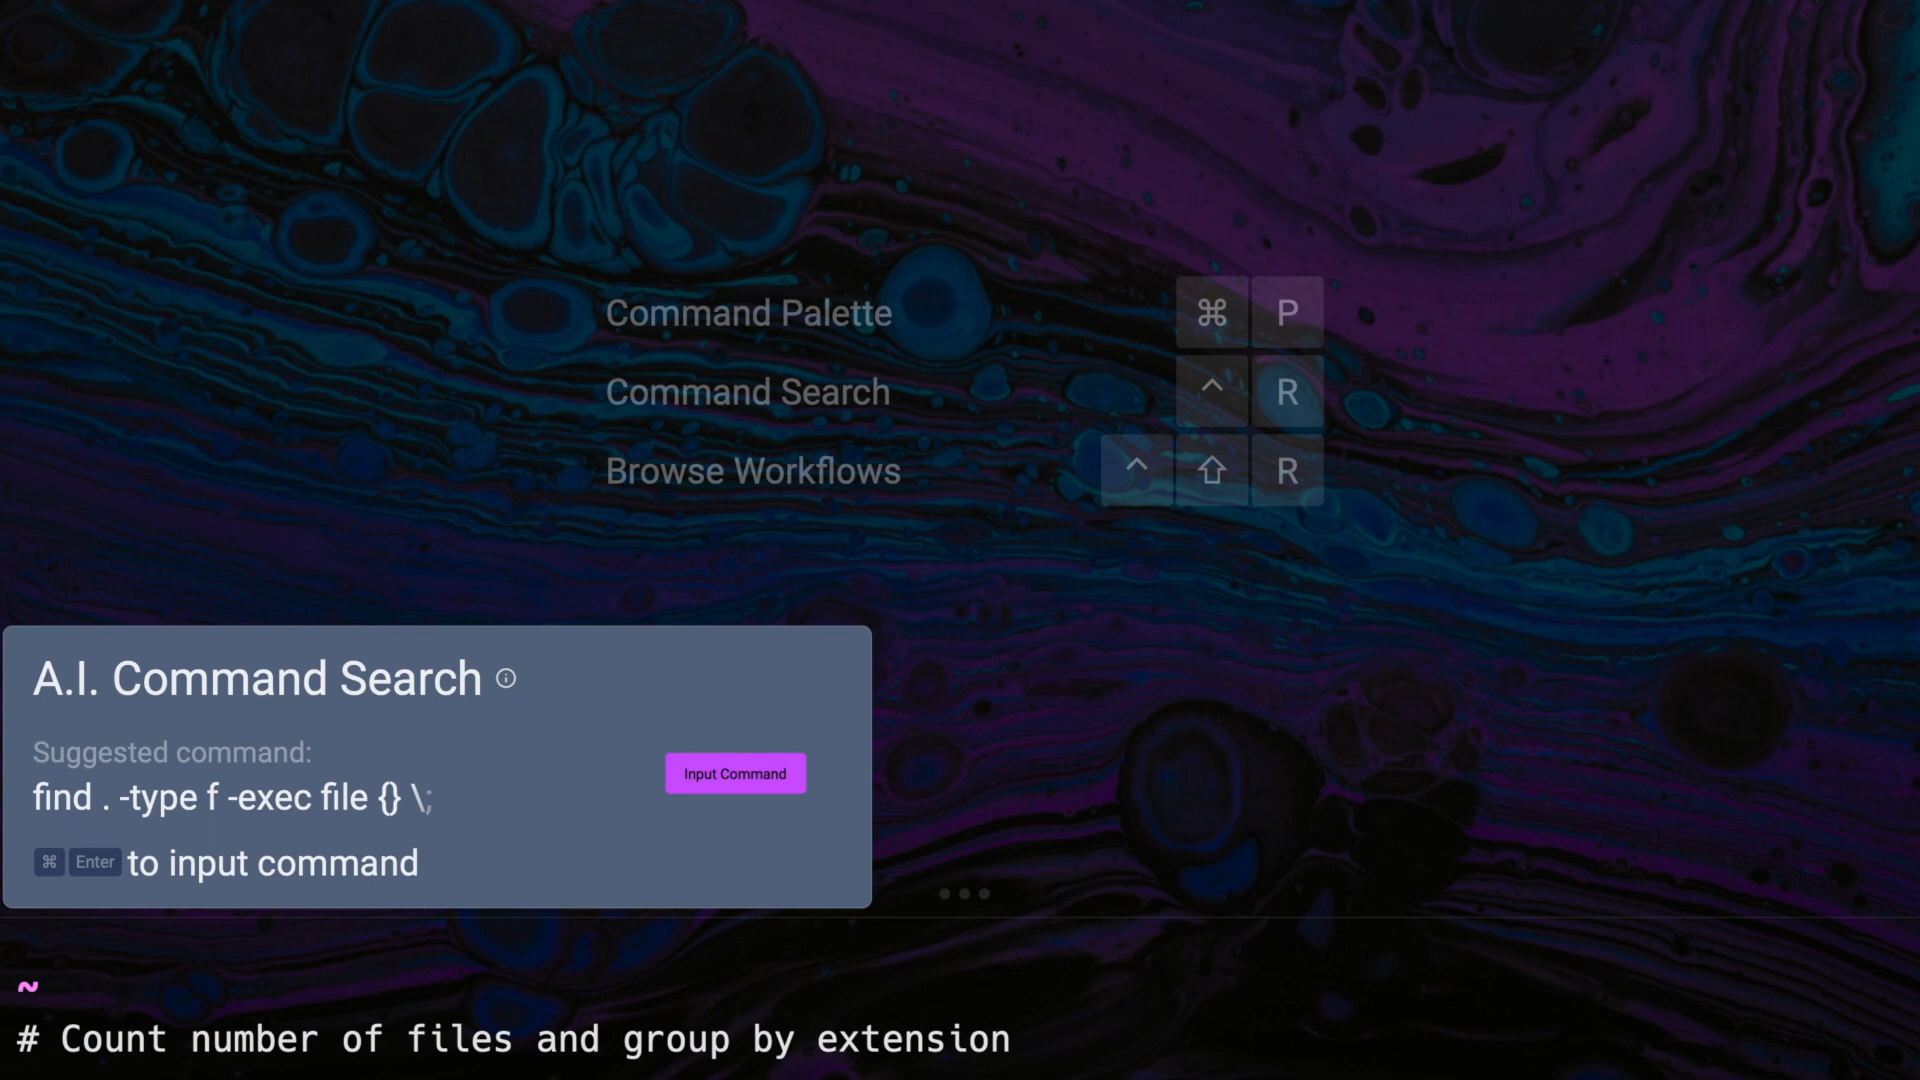 Command Palette ⌘ P
Command Search ^ R
Browse Workflows ^ ⇧ R
A.I. Command Search
Suggested command:
find . -type f -exec file {} \;
Input Command
⌘ Enter to input command
~
# Count number of files and group by extension